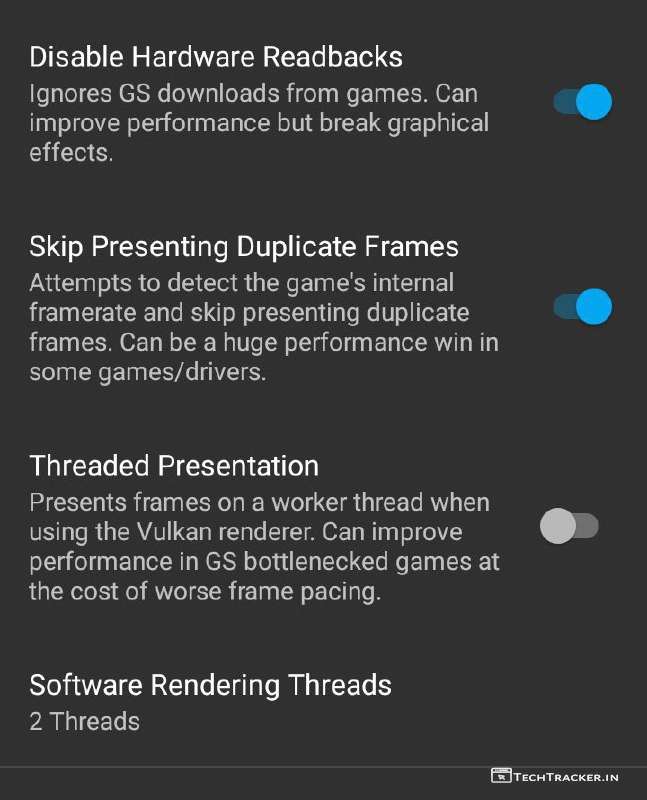 Disable Hardware Readbacks
Ignores GS downloads from games. Can
improve performance but break graphical
effects.
Skip Presenting Duplicate Frames
Attempts to detect the game's internal
framerate and skip presenting duplicate
frames. Can be a huge performance win in
some games/drivers.
Threaded Presentation
Presents frames on a worker thread when
using the Vulkan renderer. Can improve
performance in GS bottlenecked games at
the cost of worse frame pacing.
Software Rendering Threads
2 Threads
TECHTRACKER.IN